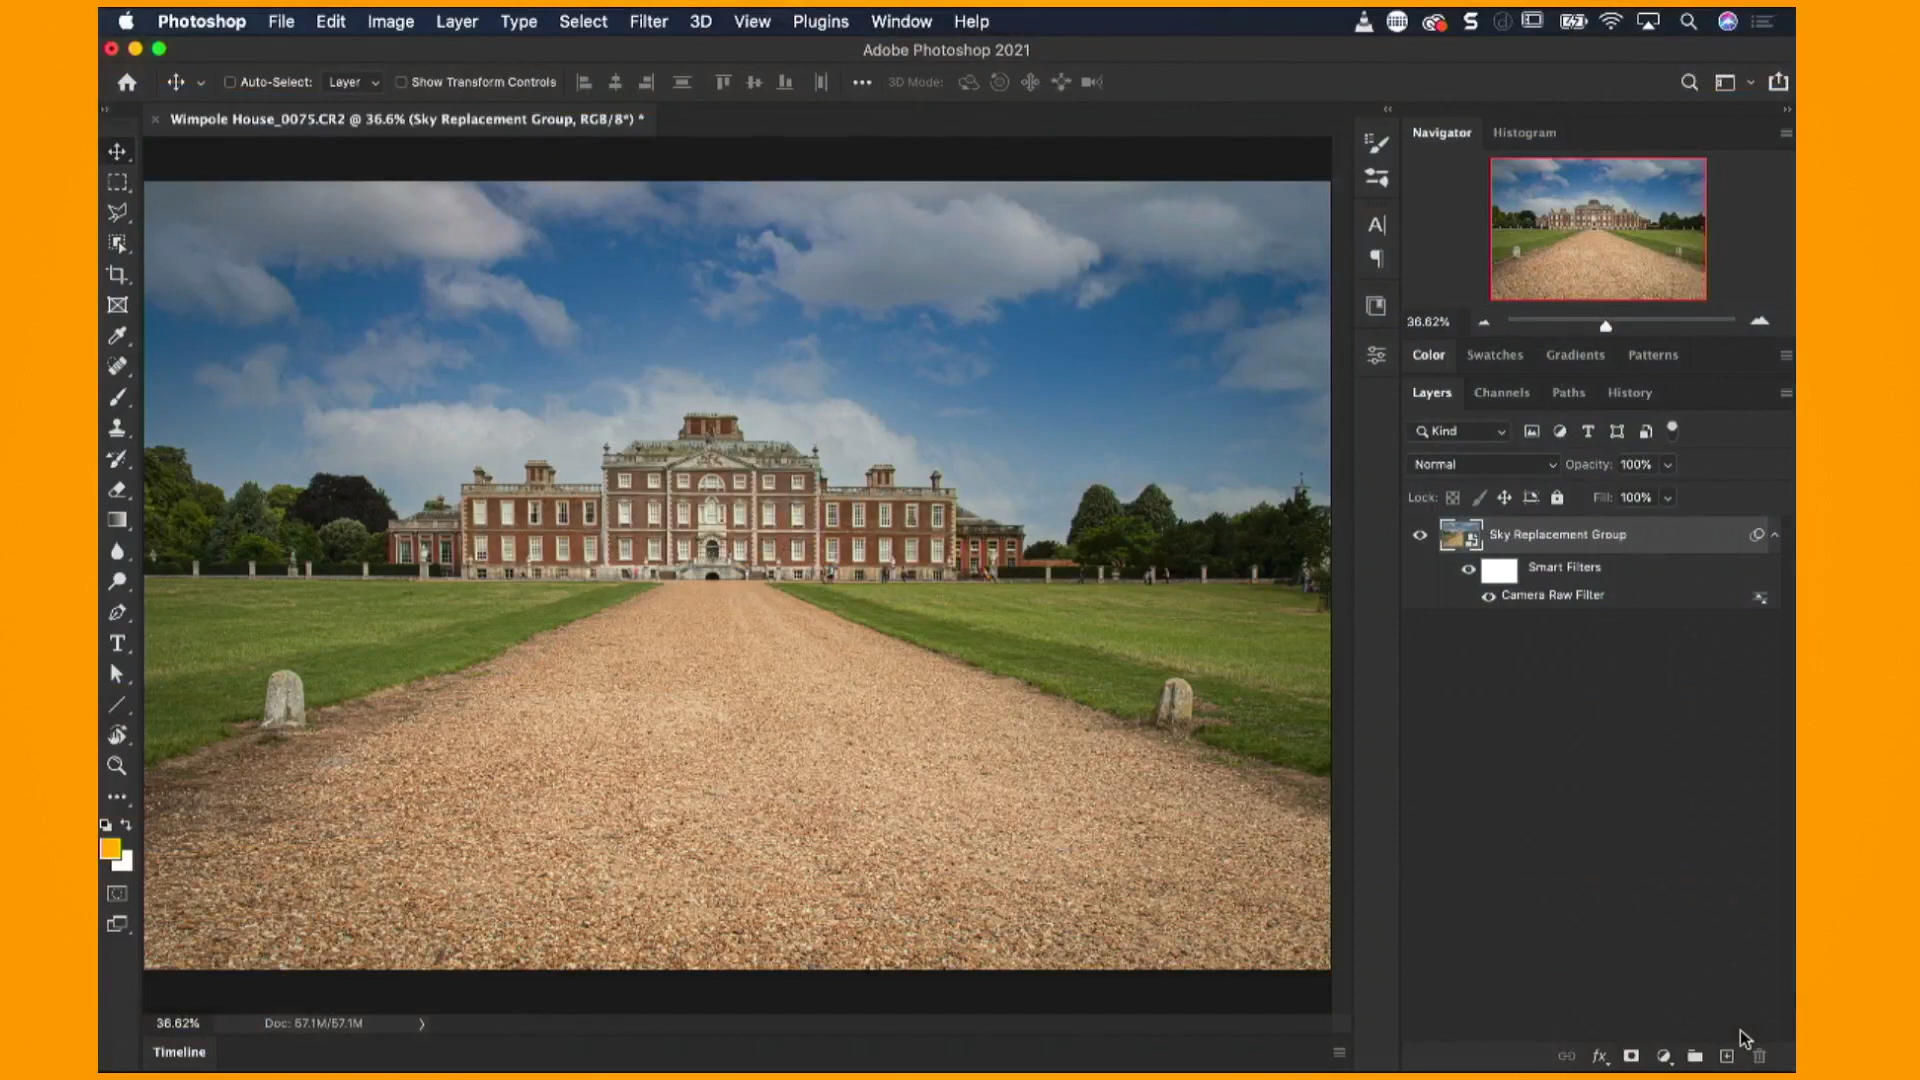 Photoshop File Edit Image Layer Type Select Filter 3D View Plugins Window Help
Adobe Photoshop 2021
Auto-Select: Layer Show Transform Controls 3D Mode:
Wimpole House_0075.CR2 @ 36.6% (Sky Replacement Group, RGB/8*) *
Navigator Histogram
36.62%
Color Swatches Gradients Patterns
Layers Channels Paths History
Kind
Normal Opacity: 100%
Lock: Fill: 100%
Sky Replacement Group
Smart Filters
Camera Raw Filter
36.62% Doc: 57.1M/57.1M
Timeline
fx